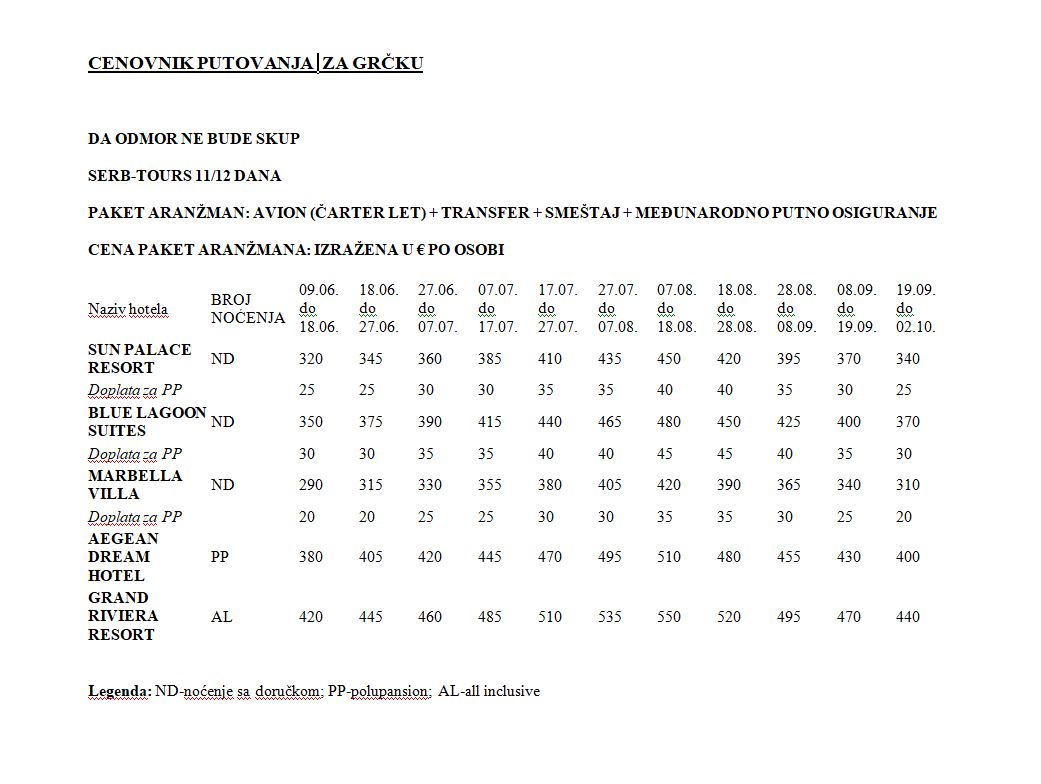 CENOVNIK PUTOVANJA ZA GRČKU
DA ODMOR NE BUDE SKUP
SERB-TOURS 11/12 DANA
PAKET ARANŽMAN: AVION (ČARTER LET) + TRANSFER + SMEŠTAJ + MEĐUNARODNO PUTNO OSIGURANJE
CENA PAKET ARANŽMANA: IZRAŽENA U € PO OSOBI
Naziv hotela BROJ NOĆENJA 09.06. do 18.06. 18.06. do 27.06. 27.06. do 07.07. 07.07. do 17.07. 17.07. do 27.07. 27.07. do 07.08. 07.08. do 18.08. 18.08. do 28.08. 28.08. do 08.09. 08.09. do 19.09. 19.09. do 02.10.
SUN PALACE RESORT ND 320 345 360 385 410 435 450 420 395 370 340
Doplata za PP 25 25 30 30 35 35 40 40 35 30 25
BLUE LAGOON SUITES ND 350 375 390 415 440 465 480 450 425 400 370
Doplata za PP 30 30 35 35 40 40 45 45 40 35 30
MARBELLA VILLA ND 290 315 330 355 380 405 420 390 365 340 310
Doplata za PP 20 20 25 25 30 30 35 35 30 25 20
AEGEAN DREAM HOTEL PP 380 405 420 445 470 495 510 480 455 430 400
GRAND RIVIERA RESORT AL 420 445 460 485 510 535 550 520 495 470 440
Legenda: ND-noćenje sa doručkom; PP-polupansion; AL-all inclusive